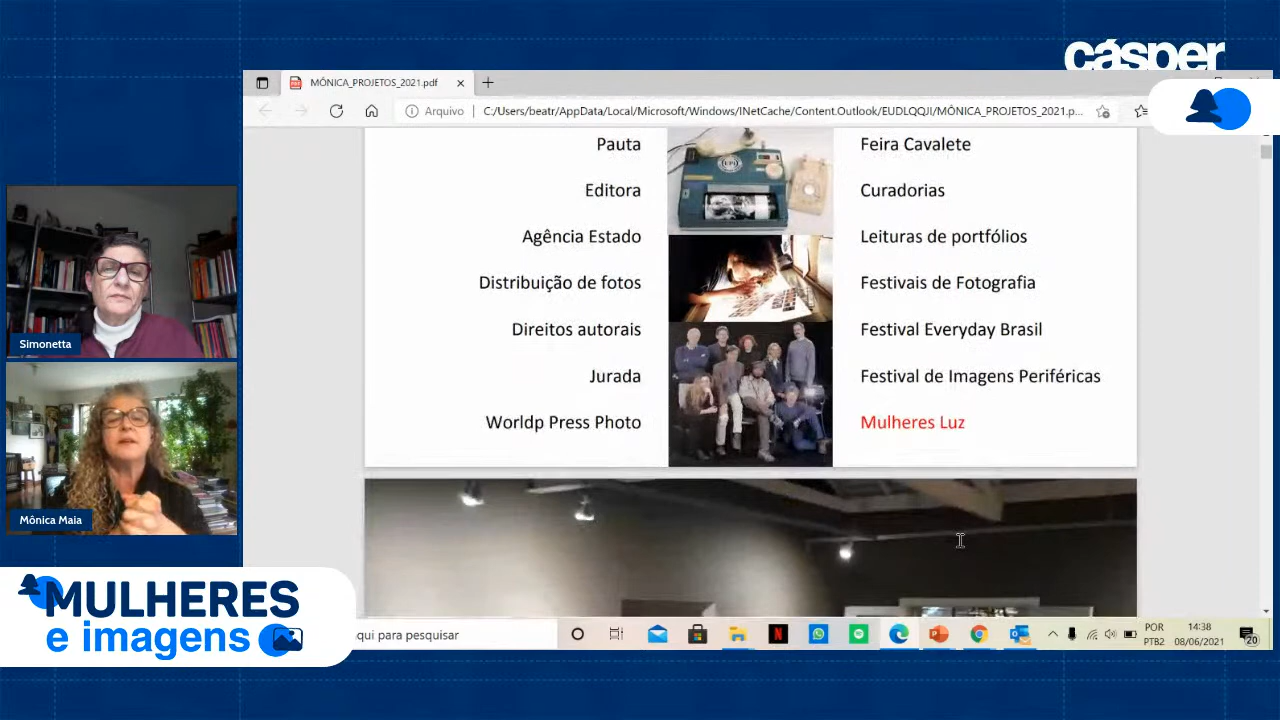 cásper
MÔNICA_PROJETOS_2021.pdf
Arquivo
C:/Users/beatr/AppData/Local/Microsoft/Windows/INetCache/Content.Outlook/EUDLQQJI/MÔNICA_PROJETOS_2021.p...
Pauta
Feira Cavalete
Editora
Curadorias
Agência Estado
Leituras de portfólios
Distribuição de fotos
Festivais de Fotografia
Direitos autorais
Festival Everyday Brasil
Jurada
Festival de Imagens Periféricas
Worldp Press Photo
Mulheres Luz
Simonetta
Mônica Maia
MULHERES
e imagens
qui para pesquisar
POR
PTB2
14:38
08/06/2021
20